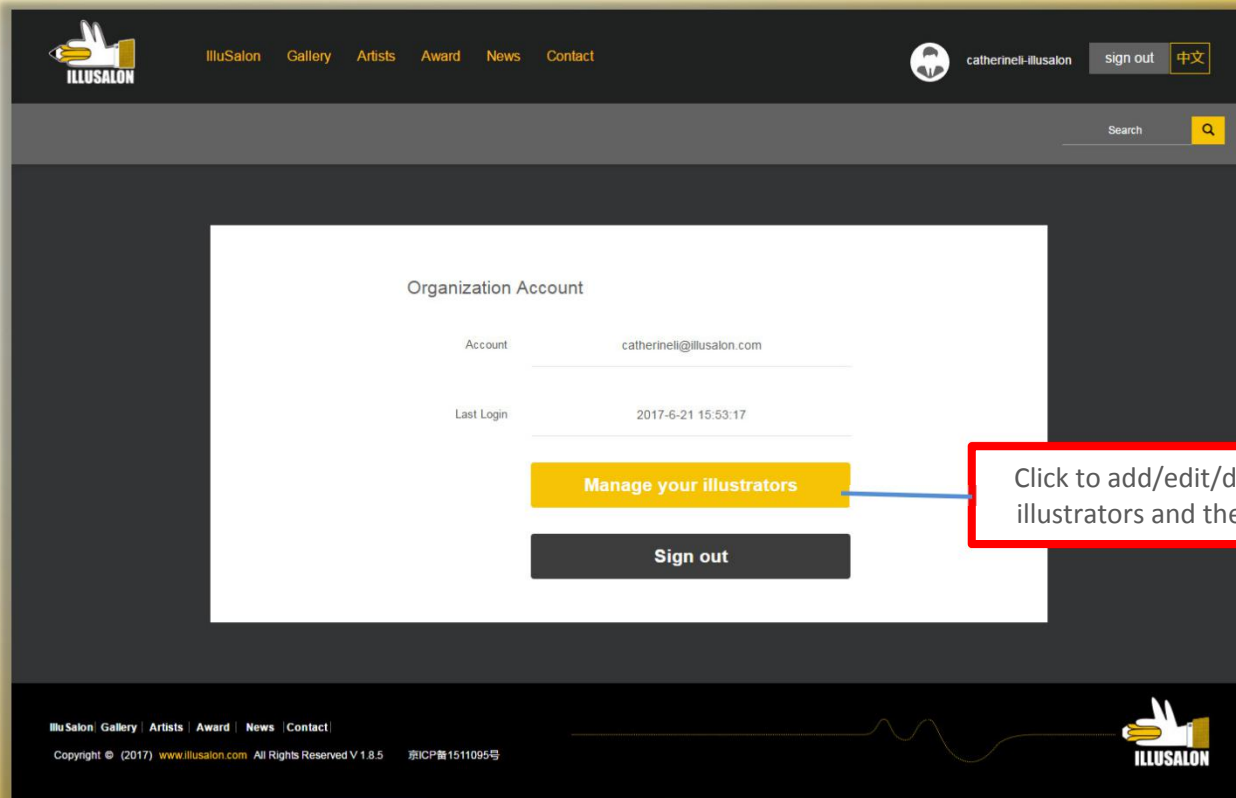 ILLUSALON
IlluSalon Gallery Artists Award News Contact
catherineli-illusalon sign out 中文
Search
Organization Account
Account catherineli@illusalon.com
Last Login 2017-6-21 15:53:17
Manage your illustrators
Click to add/edit/d
illustrators and the
Sign out
IlluSalon| Gallery | Artists | Award | News | Contact|
Copyright © (2017) www.illusalon.com All Rights Reserved V 1.8.5 京ICP备1511095号
ILLUSALON